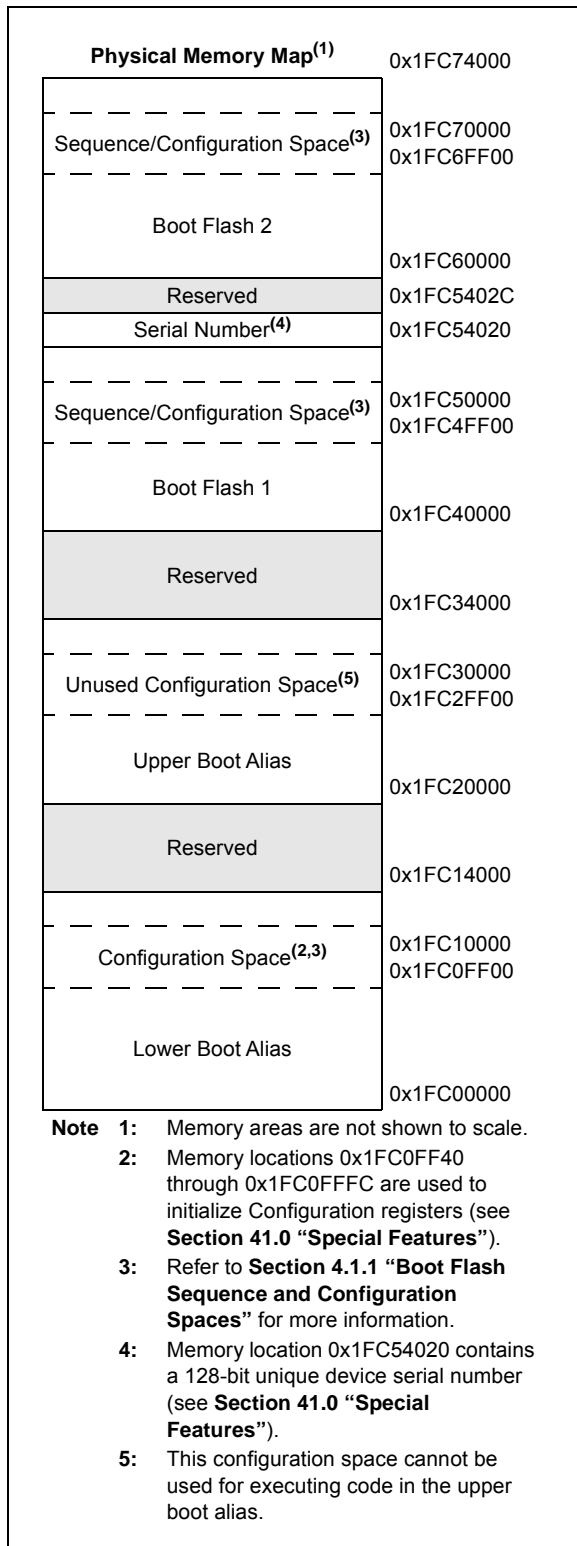 Physical Memory Map(1)
0x1FC74000
Sequence/Configuration Space(3)
0x1FC70000
0x1FC6FF00
Boot Flash 2
0x1FC60000
Reserved
0x1FC5402C
Serial Number(4)
0x1FC54020
Sequence/Configuration Space(3)
0x1FC50000
0x1FC4FF00
Boot Flash 1
0x1FC40000
Reserved
0x1FC34000
Unused Configuration Space(5)
0x1FC30000
0x1FC2FF00
Upper Boot Alias
0x1FC20000
Reserved
0x1FC14000
Configuration Space(2,3)
0x1FC10000
0x1FC0FF00
Lower Boot Alias
0x1FC00000
Note 1: Memory areas are not shown to scale.
2: Memory locations 0x1FC0FF40
through 0x1FC0FFFC are used to
initialize Configuration registers (see
Section 41.0 “Special Features”).
3: Refer to Section 4.1.1 “Boot Flash
Sequence and Configuration
Spaces” for more information.
4: Memory location 0x1FC54020 contains
a 128-bit unique device serial number
(see Section 41.0 “Special
Features”).
5: This configuration space cannot be
used for executing code in the upper
boot alias.